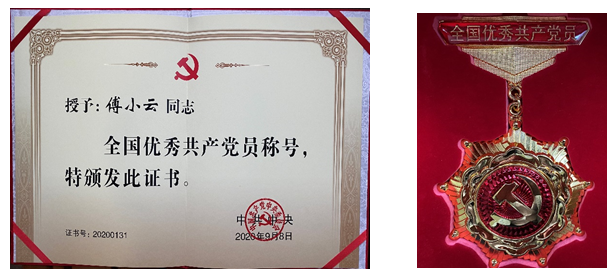 授予：傅小云 同志
全国优秀共产党员称号，
特颁发此证书。
中共中央
2020年9月8日
证书号：20200131
全国优秀共产党员